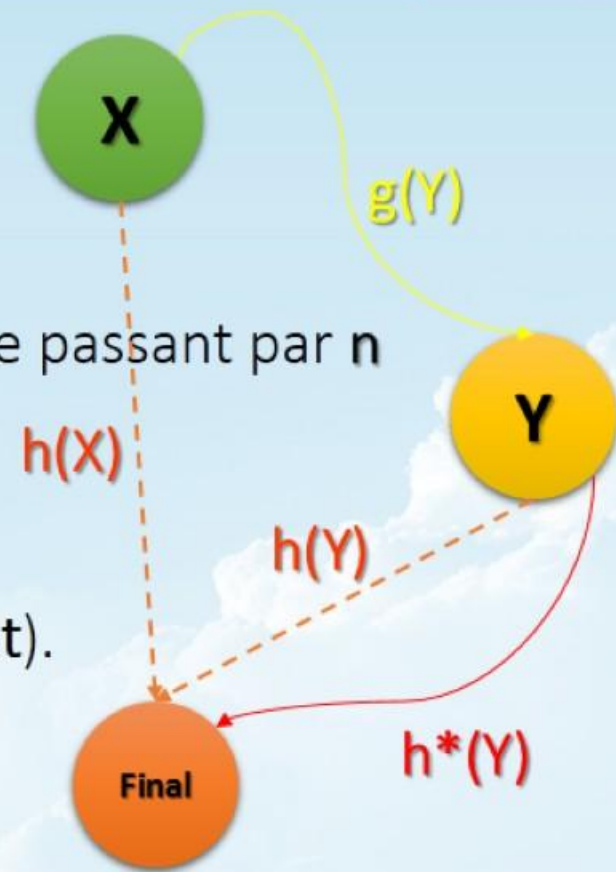 X
g(Y)
e passant par n
Y
h(X)
h(Y)
t).
h*(Y)
Final